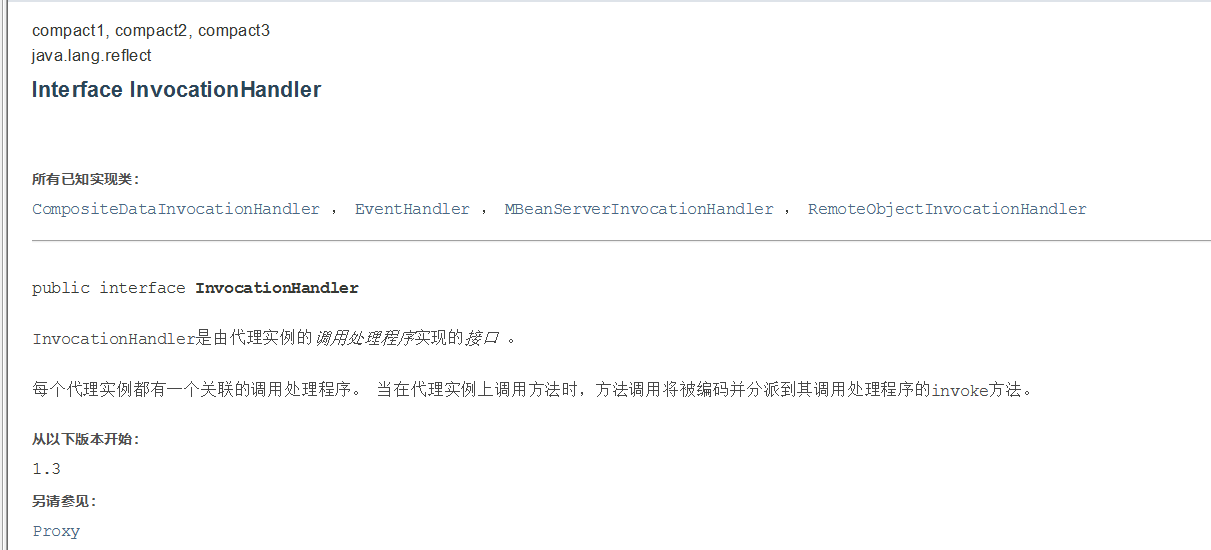 compact1, compact2, compact3
java.lang.reflect
Interface InvocationHandler
所有已知实现类：
CompositeDataInvocationHandler ， EventHandler ， MBeanServerInvocationHandler ， RemoteObjectInvocationHandler
public interface InvocationHandler
InvocationHandler是由代理实例的调用处理程序实现的接口 。
每个代理实例都有一个关联的调用处理程序。 当在代理实例上调用方法时，方法调用将被编码并分派到其调用处理程序的invoke方法。
从以下版本开始：
1.3
另请参见：
Proxy